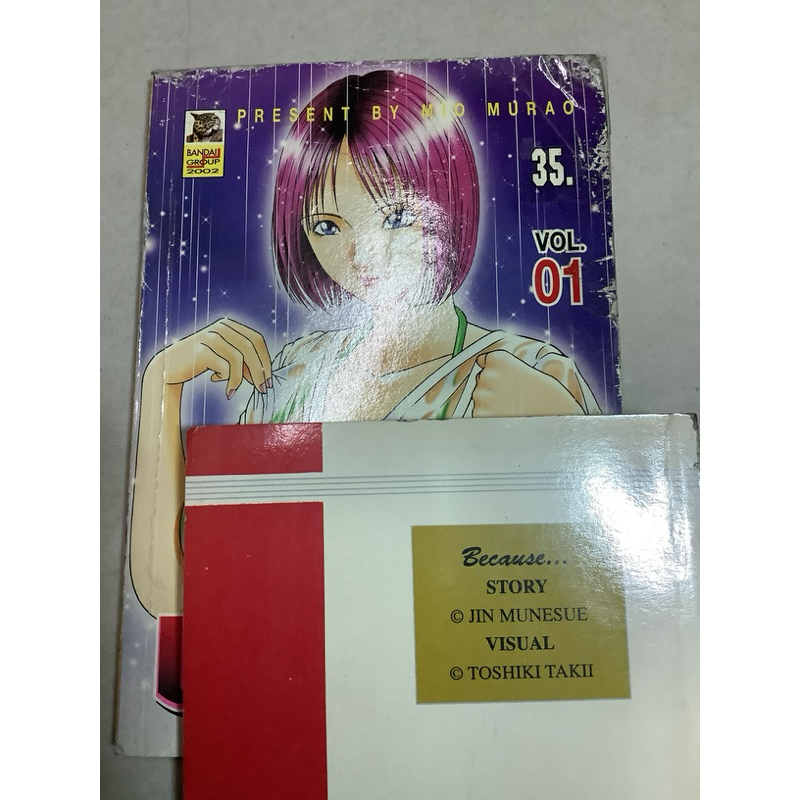 PRESENT BY MIO MURAO
BANDAI
GROUP
2002
35.
VOL.
01
Because...
STORY
© JIN MUNESUE
VISUAL
© TOSHIKI TAKII